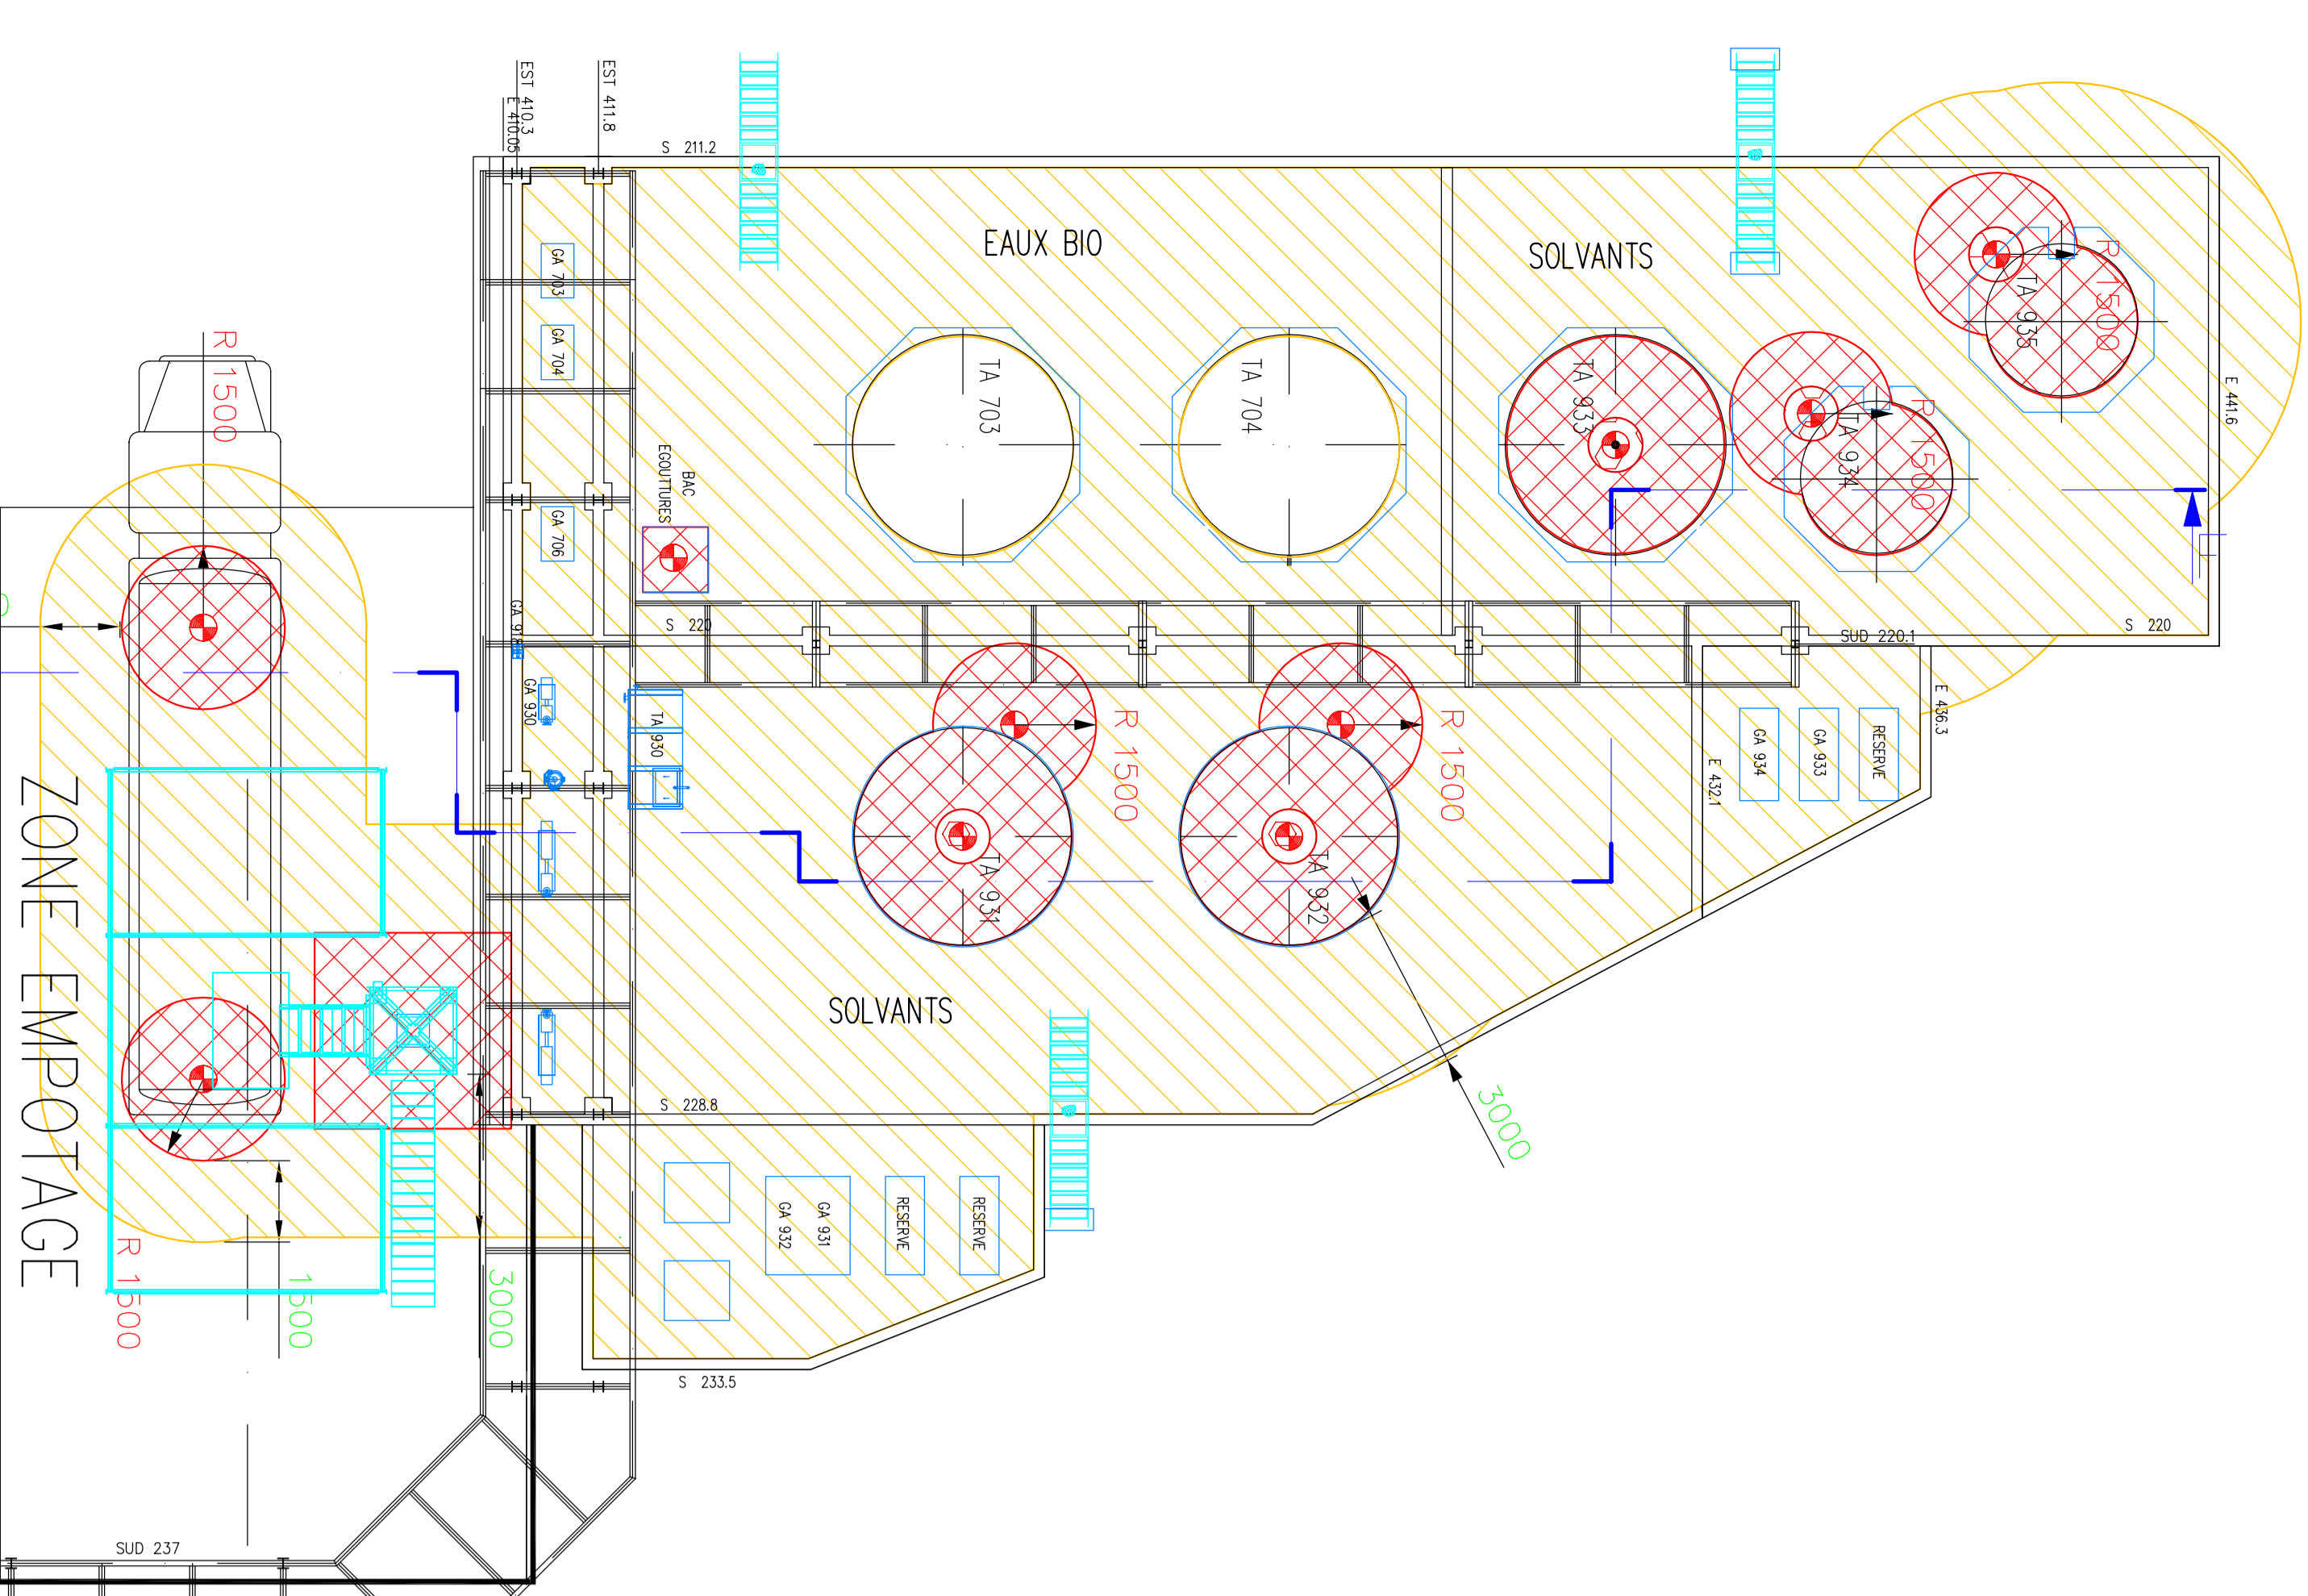 EST 410.3
E 410.05
EST 411.8
S 211.2
EAUX BIO
SOLVANTS
GA 703
GA 704
GA 706
BAC
EGOUTTURES
TA 703
TA 704
TA 933
TA 934
R 1500
TA 935
R 1500
E 441.6
R 1500
S 220
SUD 220.1
S 220
GA 918
GA 930
TA 930
R 1500
R 1500
TA 931
TA 932
E 432.1
GA 934
GA 933
RESERVE
E 436.3
ZONE EMPOTAGE
SOLVANTS
3000
S 228.8
GA 932
GA 931
RESERVE
RESERVE
R 1500
1500
3000
S 233.5
SUD 237